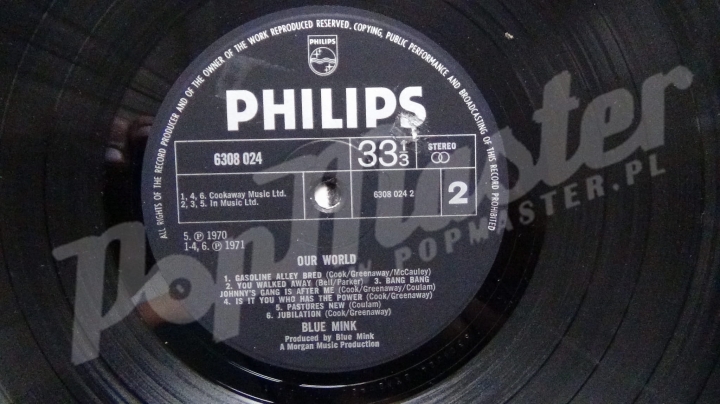 ALL RIGHTS OF THE RECORD PRODUCER AND OF THE OWNER OF THE WORK REPRODUCED RESERVED. COPYING, PUBLIC PERFORMANCE AND BROADCASTING OF THIS RECORD PROHIBITED
PHILIPS
PHILIPS
6308 024
33 1/3
STEREO
1, 4, 6. Cookaway Music Ltd.
2, 3, 5. In Music Ltd.
6308 024 2
2
5. ℗ 1970
1-4, 6. ℗ 1971
OUR WORLD
1. GASOLINE ALLEY BRED (Cook/Greenaway/McCauley)
2. YOU WALKED AWAY (Bell/Parker) 3. BANG BANG
JOHNNY'S GANG IS AFTER ME (Cook/Greenaway/Coulam)
4. IS IT YOU WHO HAS THE POWER (Cook/Greenaway)
5. PASTURES NEW (Coulam)
6. JUBILATION (Cook/Greenaway)
BLUE MINK
Produced by Blue Mink
A Morgan Music Production
PopMaster
POPMASTER.PL